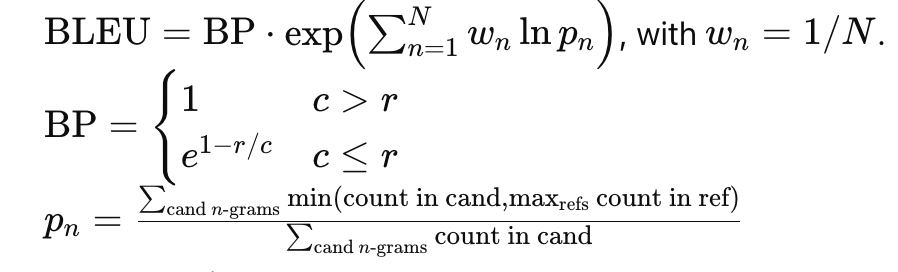 BLEU = BP · exp(∑_{n=1}^{N} w_n ln p_n), with w_n = 1/N.
BP = { 1 c > r
e^{1−r/c} c ≤ r
p_n = ∑_{cand n-grams} min(count in cand,max_{refs} count in ref) / ∑_{cand n-grams} count in cand